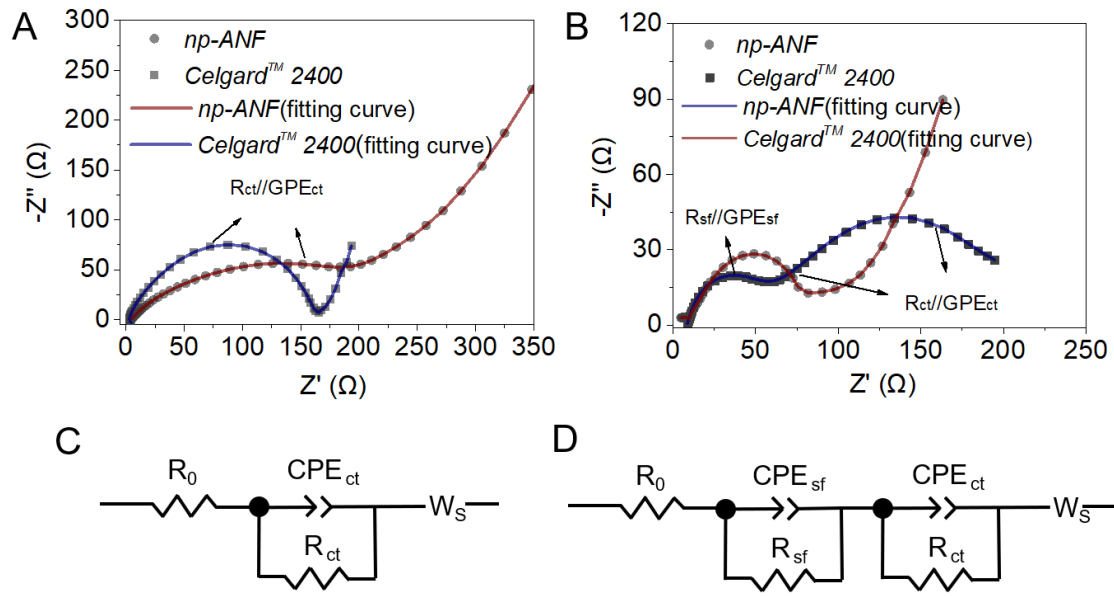 A
300
250
200
150
100
50
0
-Z" (Ω)
np-ANF
Celgard™ 2400
np-ANF(fitting curve)
Celgard™ 2400(fitting curve)
Rct//GPEct
0 50 100 150 200 250 300 350
Z' (Ω)
B
120
90
60
30
0
-Z" (Ω)
np-ANF
Celgard™ 2400
np-ANF(fitting curve)
Celgard™ 2400(fitting curve)
Rsf//GPEsf
Rct//GPEct
0 50 100 150 200 250
Z' (Ω)
C
R0
CPEct
Rct
WS
D
R0
CPEsf
Rsf
CPEct
Rct
WS